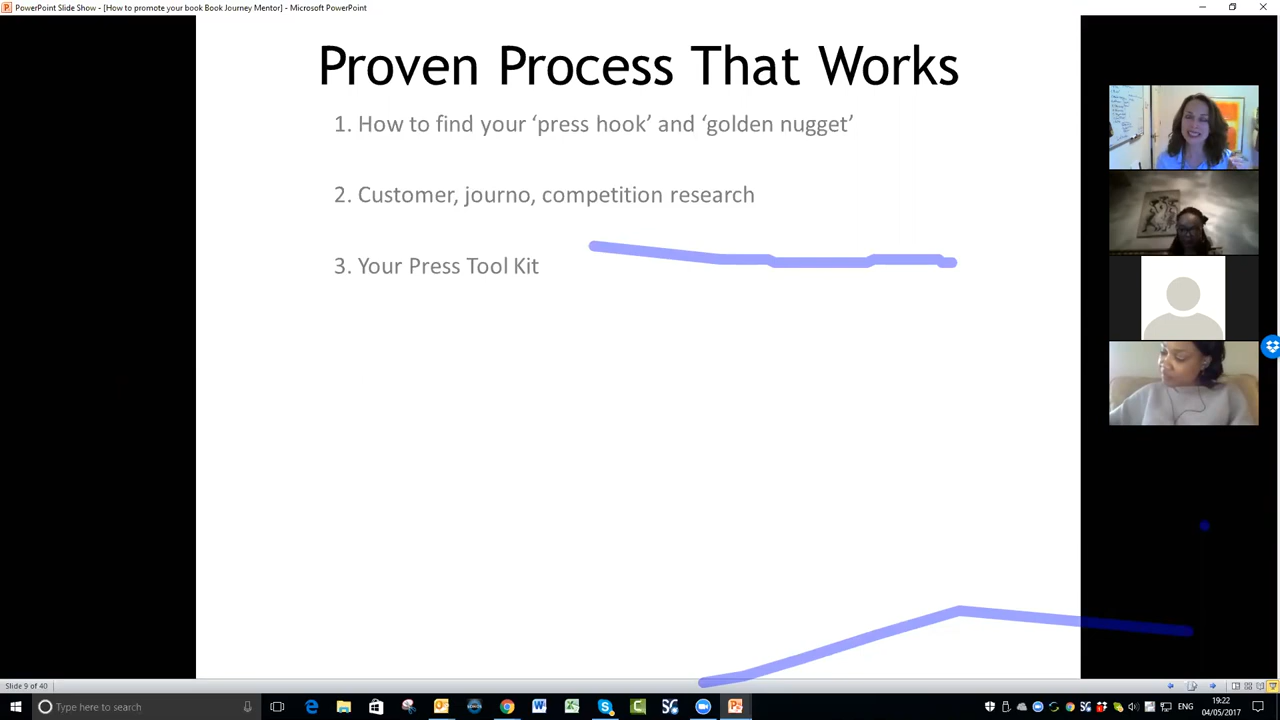 PowerPoint Slide Show - [How to promote your book Book Journey Mentor] - Microsoft PowerPoint
Proven Process That Works
1. How to find your ‘press hook’ and ‘golden nugget’
2. Customer, journo, competition research
3. Your Press Tool Kit
Slide 9 of 40
Type here to search
ENG
19:22
04/05/2017